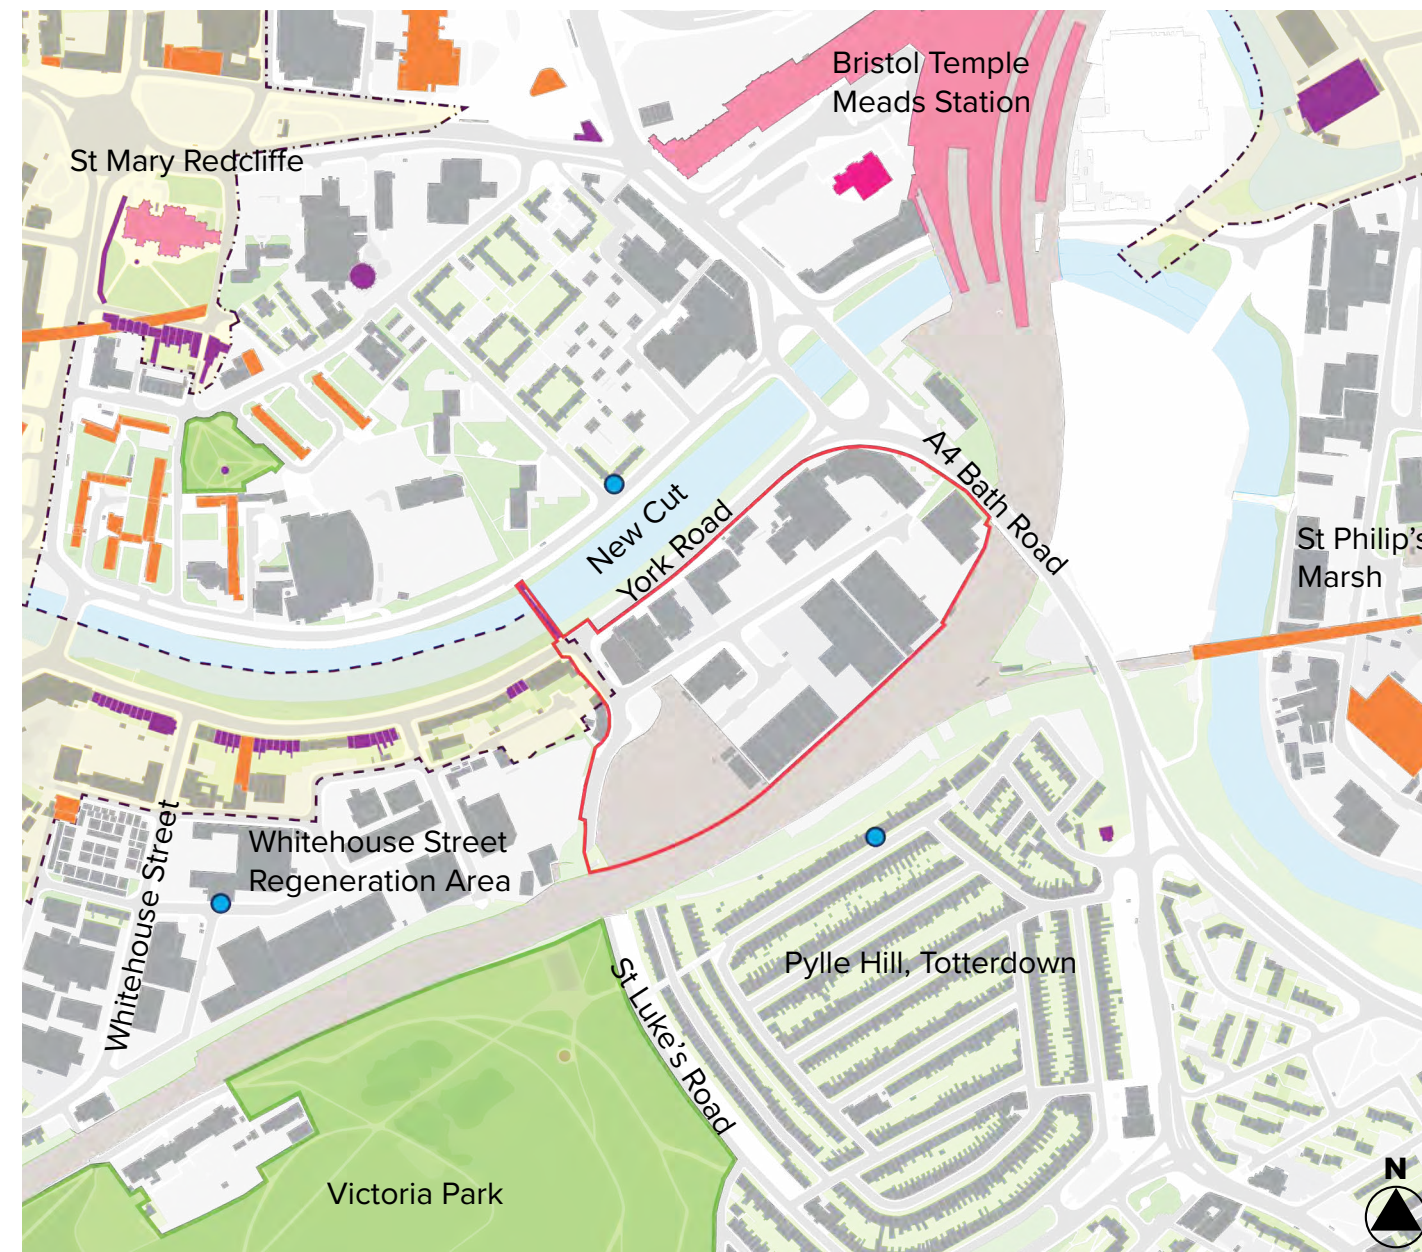 Bristol Temple
Meads Station
St Mary Redcliffe
A4 Bath Road
New Cut
York Road
St Philip's
Marsh
Whitehouse Street
Whitehouse Street
Regeneration Area
Pylle Hill, Totterdown
St Luke's Road
Victoria Park
N